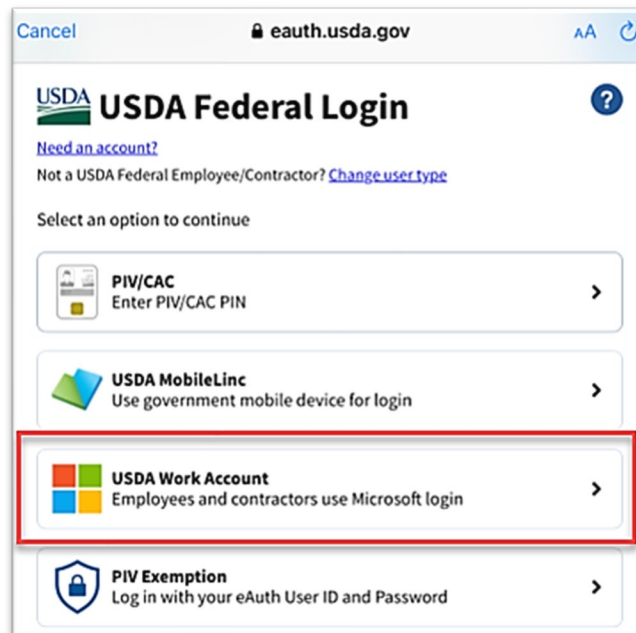 Cancel eauth.usda.gov AA
USDA USDA Federal Login ?
Need an account?
Not a USDA Federal Employee/Contractor? Change user type
Select an option to continue
PIV/CAC
Enter PIV/CAC PIN
USDA MobileLinc
Use government mobile device for login
USDA Work Account
Employees and contractors use Microsoft login
PIV Exemption
Log in with your eAuth User ID and Password